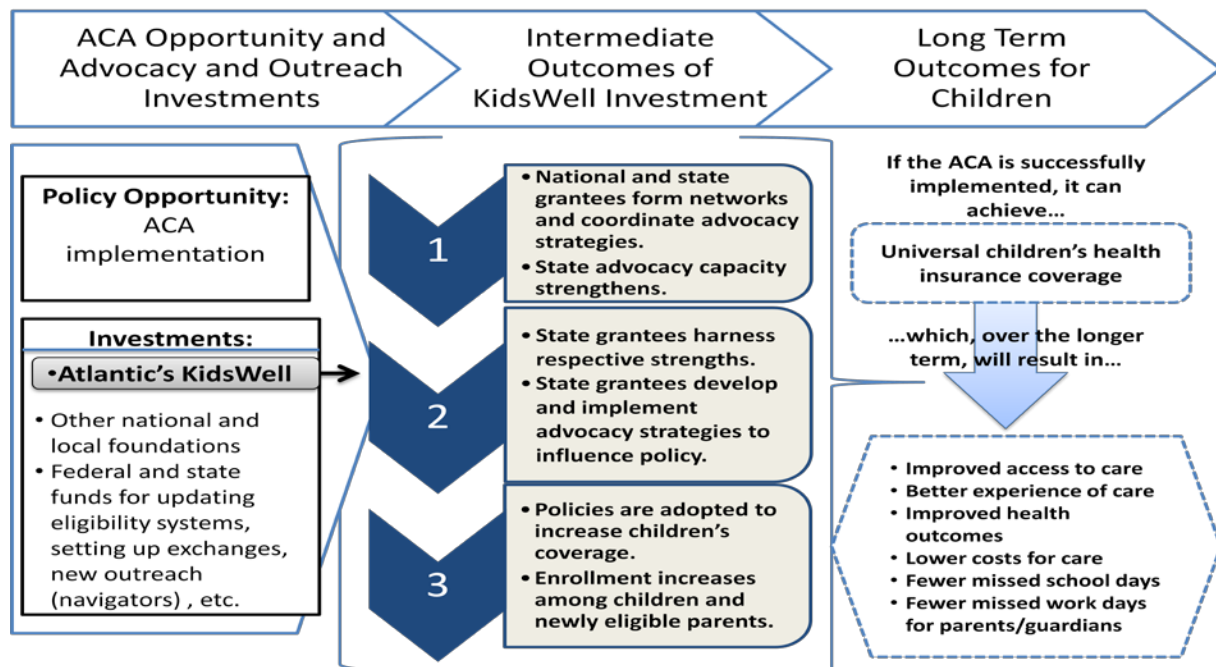 ACA Opportunity and
Advocacy and Outreach
Investments
Intermediate
Outcomes of
KidsWell Investment
Long Term
Outcomes for
Children
Policy Opportunity:
ACA
implementation
Investments:
•Atlantic's KidsWell
• Other national and
local foundations
• Federal and state
funds for updating
eligibility systems,
setting up exchanges,
new outreach
(navigators) , etc.
1
• National and state
grantees form networks
and coordinate advocacy
strategies.
• State advocacy capacity
strengthens.
2
• State grantees harness
respective strengths.
• State grantees develop
and implement
advocacy strategies to
influence policy.
3
• Policies are adopted to
increase children's
coverage.
• Enrollment increases
among children and
newly eligible parents.
If the ACA is successfully
implemented, it can
achieve...
Universal children's health
insurance coverage
...which, over the longer
term, will result in...
• Improved access to care
• Better experience of care
• Improved health
outcomes
• Lower costs for care
• Fewer missed school days
• Fewer missed work days
for parents/guardians